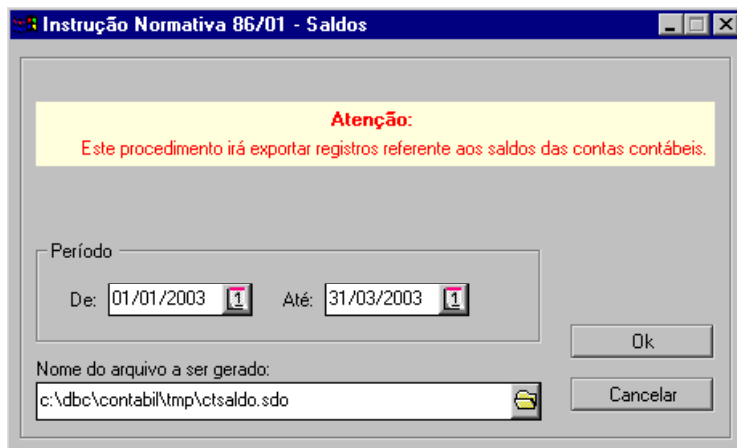 Instrução Normativa 86/01 - Saldos
Atenção:
Este procedimento irá exportar registros referente aos saldos das contas contábeis.
Período
De: 01/01/2003 1 Até: 31/03/2003 1
Ok
Nome do arquivo a ser gerado:
c:\dbc\contabil\tmp\ctsaldo.sdo
Cancelar